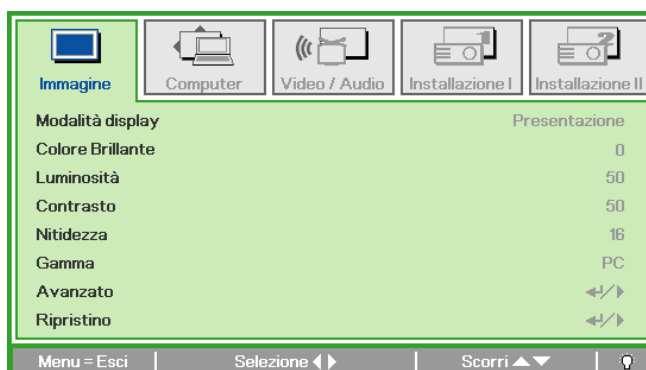 Immagine Computer Video / Audio Installazione I Installazione II
Modalità display Presentazione
Colore Brillante 0
Luminosità 50
Contrasto 50
Nitidezza 16
Gamma PC
Avanzato ↵/▶
Ripristino ↵/▶
Menu = Esci Selezione ◀ ▶ Scorri ▲▼